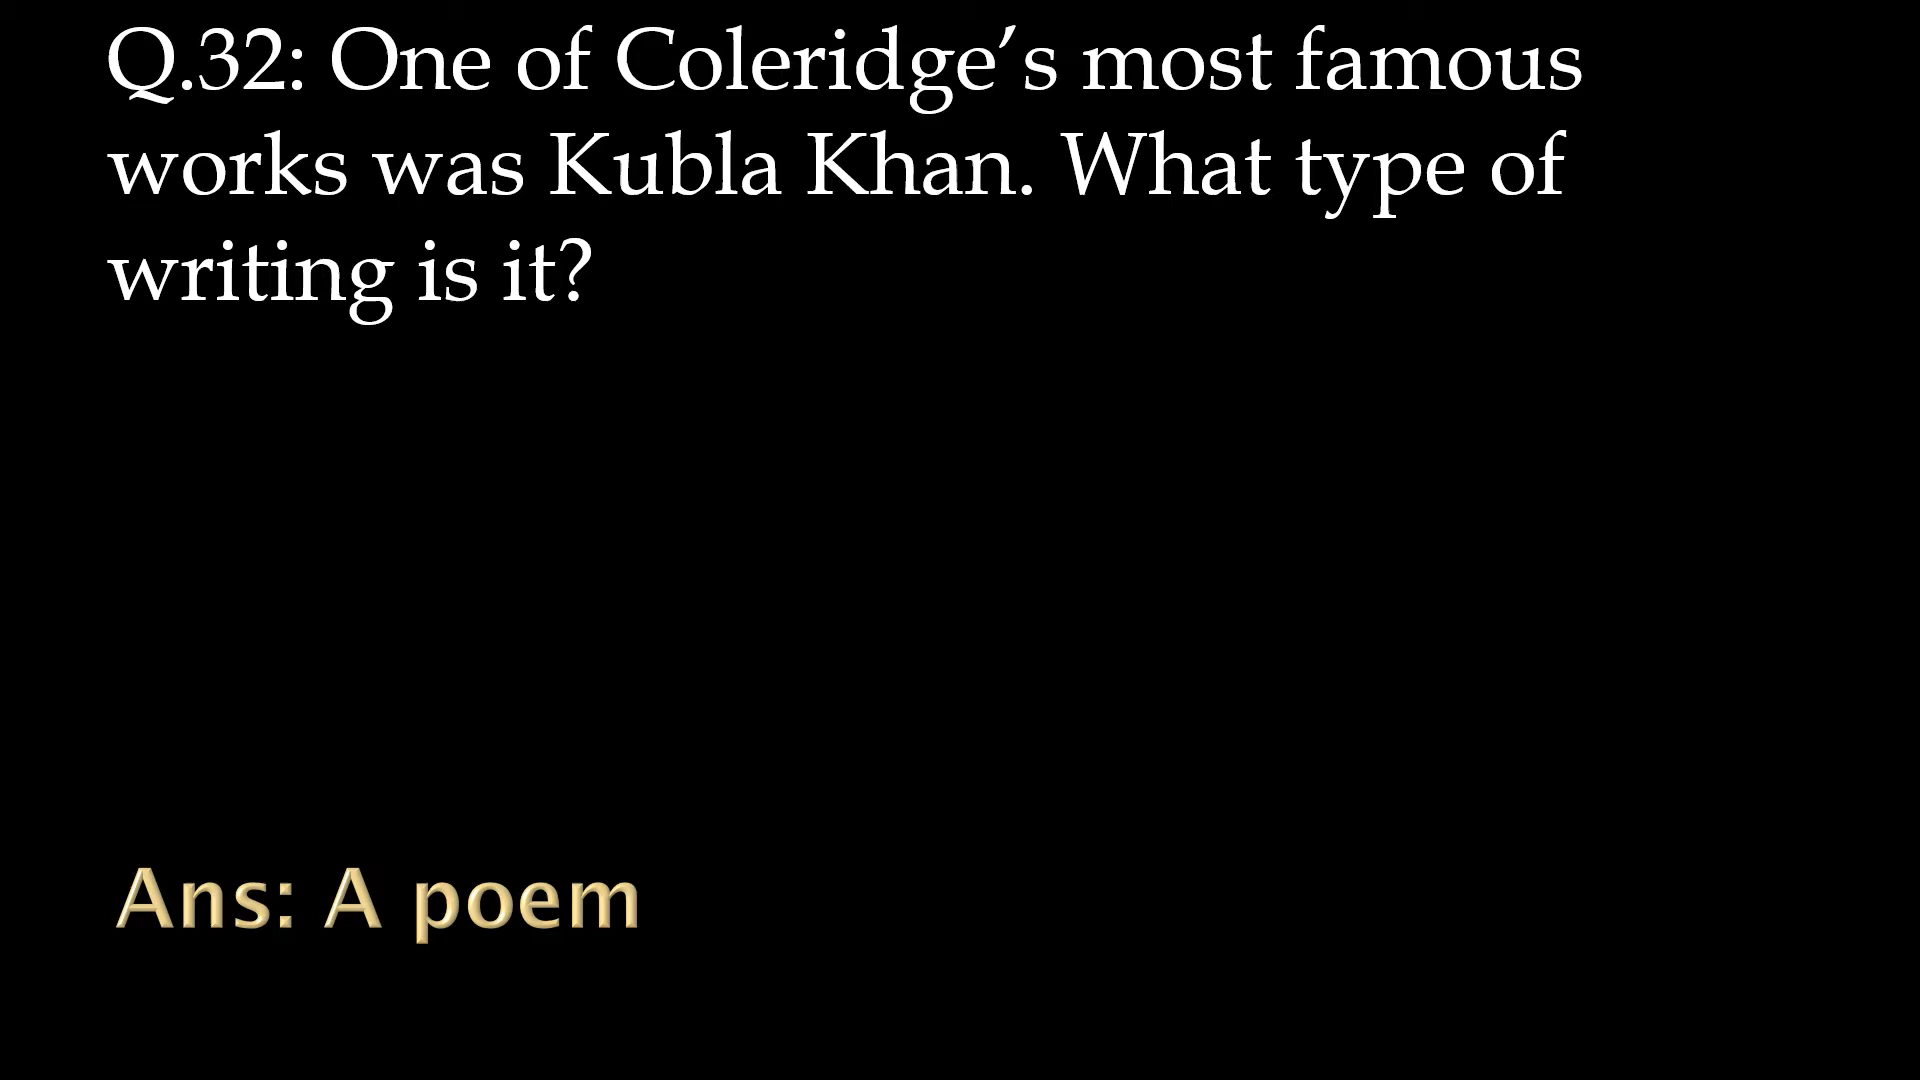 Q.32: One of Coleridge’s most famous
works was Kubla Khan. What type of
writing is it?
Ans: A poem